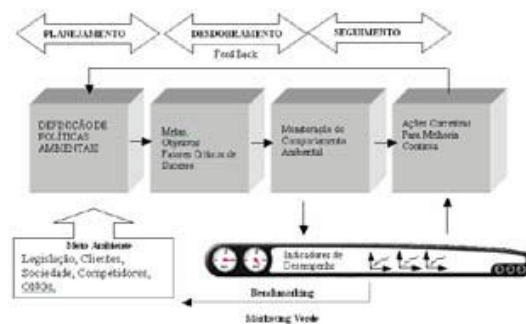 PLANEJAMENTO
DESDOBRAMENTO
SEGUIMENTO
Feed Back
DEFINICÇÃO DE
POLÍTICAS
AMBIENTAIS
Metas,
Objetivos
Fatores Críticos de
Sucesso
Monitoração do
Comportamento
Ambiental
Ações Corretivas
Para Melhoria
Contínua
Meio Ambiente
Legislação, Clientes,
Sociedade, Competidores,
ONGs,
Indicadores de
Desempenho
Benchmarking
Marketing Verde